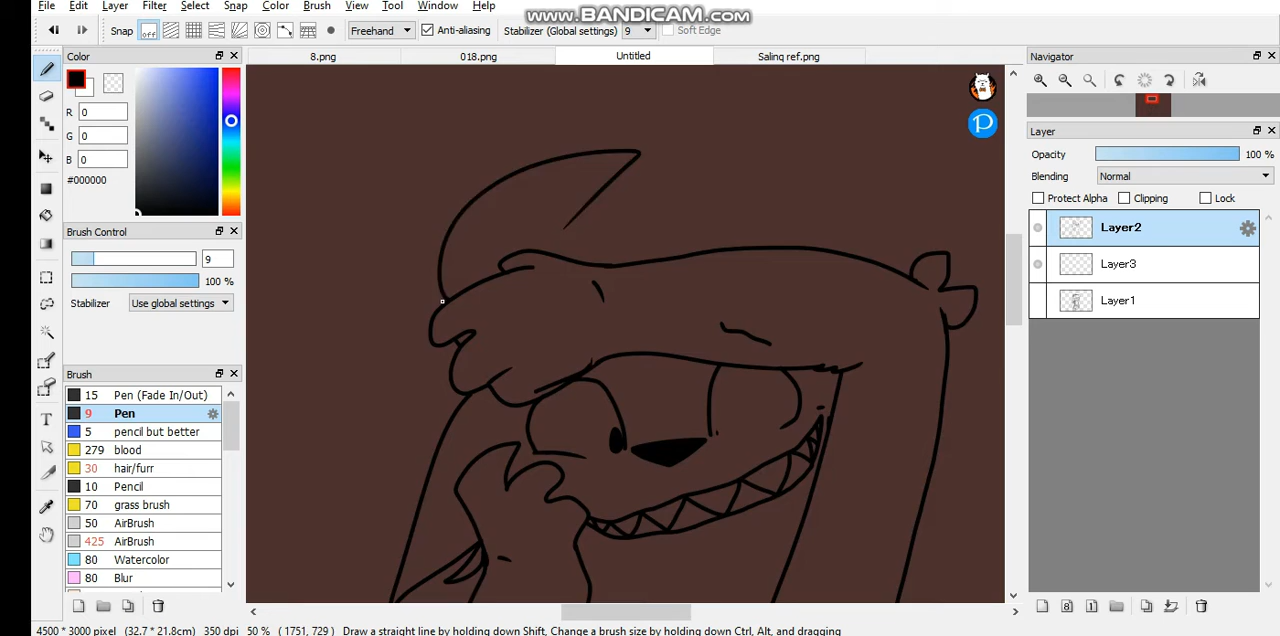 File Edit Layer Filter Select Snap Color Brush View Tool Window Help
www.BANDICAM.com
Snap off Freehand Anti-aliasing Stabilizer (Global settings) 9 Soft Edge
Color 8.png 018.png Untitled Salinq ref.png Navigator
R 0
G 0
B 0
#000000
P
Layer
Opacity 100 %
Blending Normal
Protect Alpha Clipping Lock
Layer2
Layer3
Layer1
Brush Control
9
100 %
Stabilizer Use global settings
Brush
15 Pen (Fade In/Out)
9 Pen
5 pencil but better
279 blood
30 hair/furr
10 Pencil
70 grass brush
50 AirBrush
425 AirBrush
80 Watercolor
80 Blur
8 1
4500 * 3000 pixel (32.7 * 21.8cm) 350 dpi 50 % (1751, 729) Draw a straight line by holding down Shift, Change a brush size by holding down Ctrl, Alt, and dragging